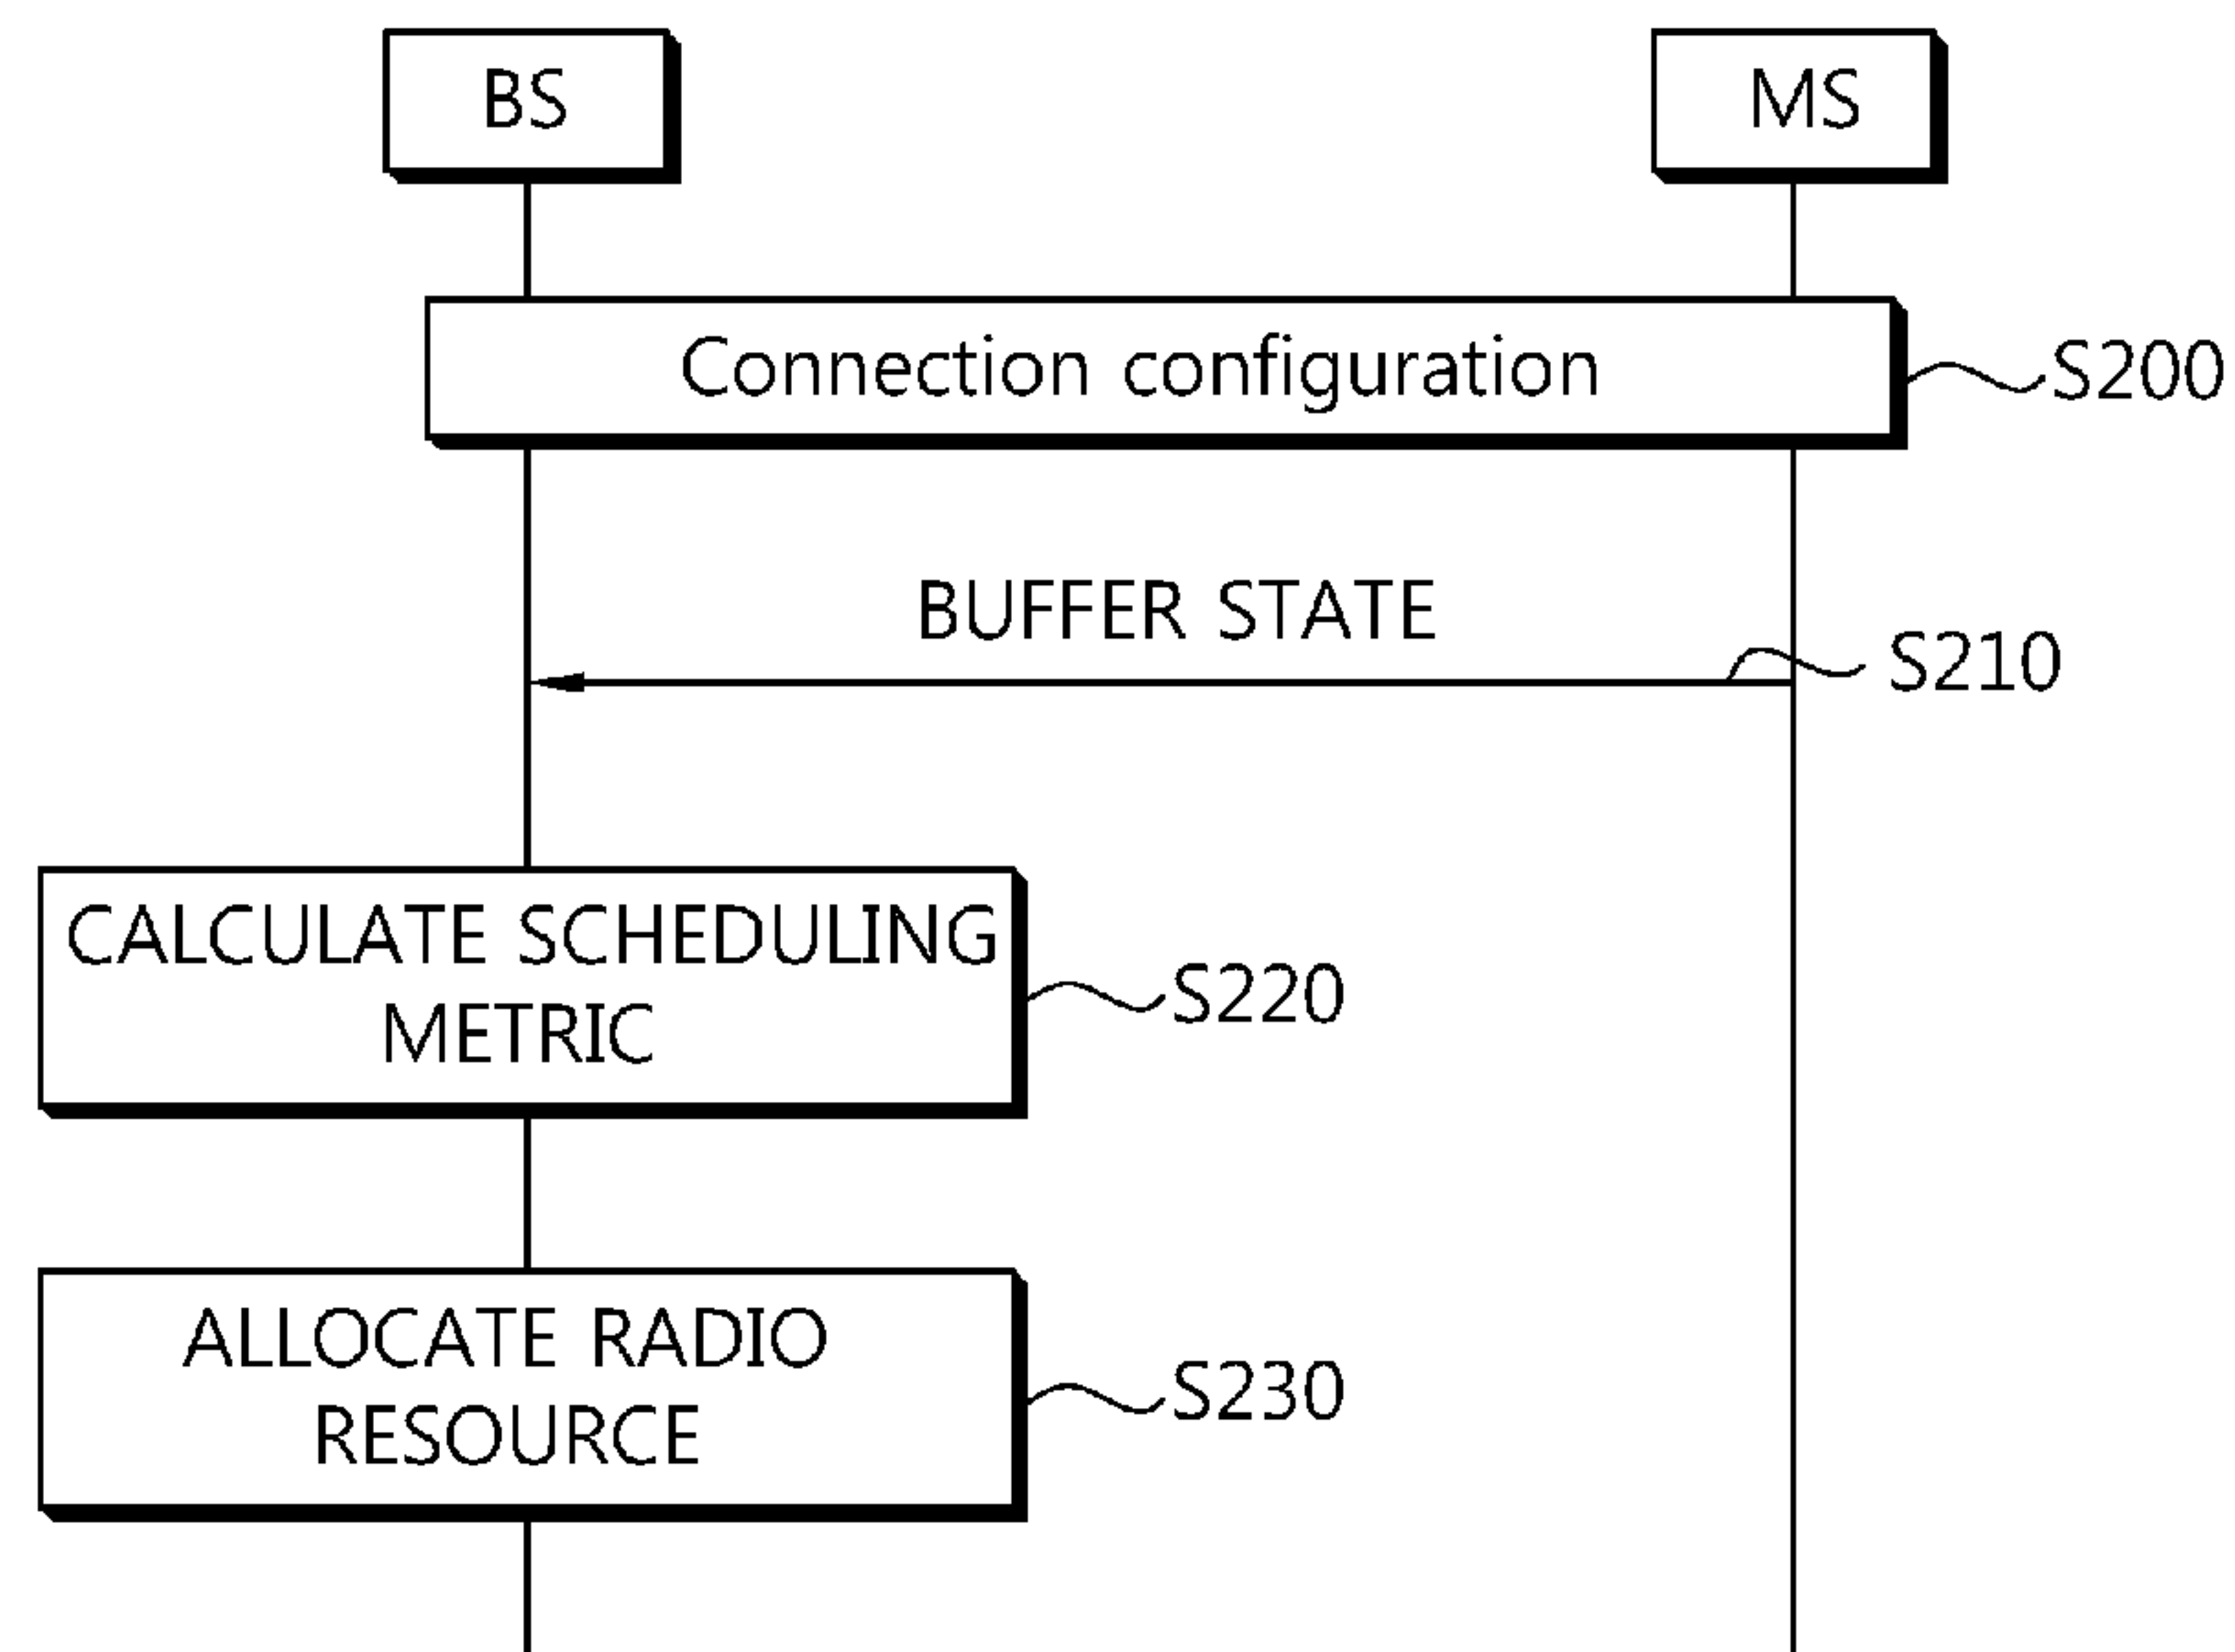 BS
MS
Connection configuration
S200
BUFFER STATE
S210
CALCULATE SCHEDULING
METRIC
S220
ALLOCATE RADIO
RESOURCE
S230